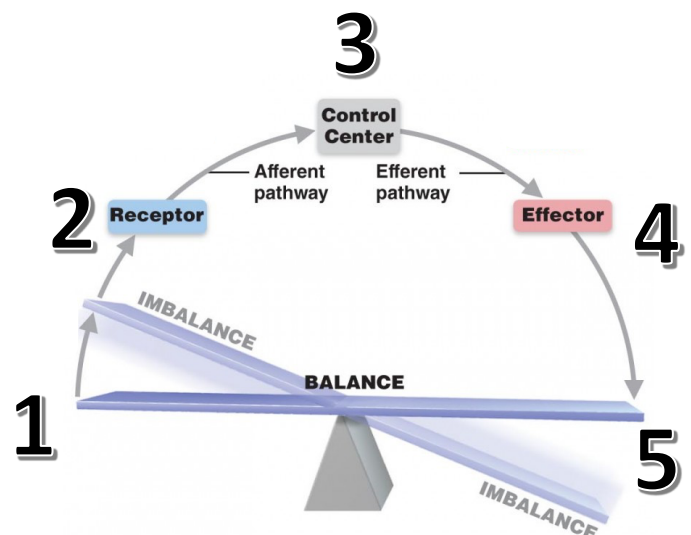 3
Control
Center
Afferent
pathway
Efferent
pathway
2
Receptor
Effector
4
IMBALANCE
BALANCE
1
5
IMBALANCE